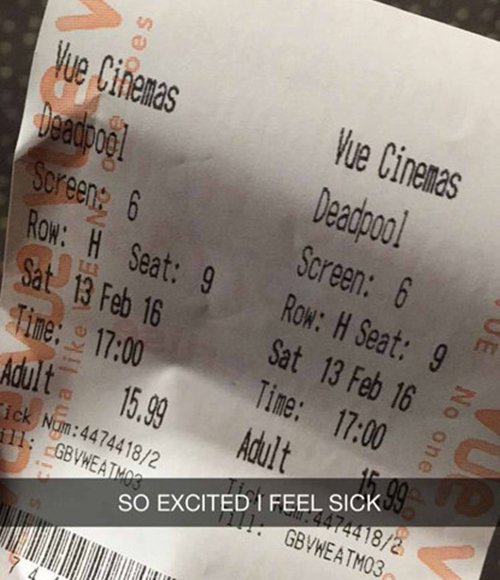 Vue Cinemas
Deadpool
Screen: 6
Row: H Seat: 9
Sat 13 Feb 16
Time: 17:00
Adult 15.99
Tick Num:4474418/2
Till: GBVWEATM03
Vue Cinemas
Deadpool
Screen: 6
Row: H Seat: 9
Sat 13 Feb 16
Time: 17:00
Adult 15.99
Tick Num:4474418/2
Till: GBVWEATM03
SO EXCITED I FEEL SICK